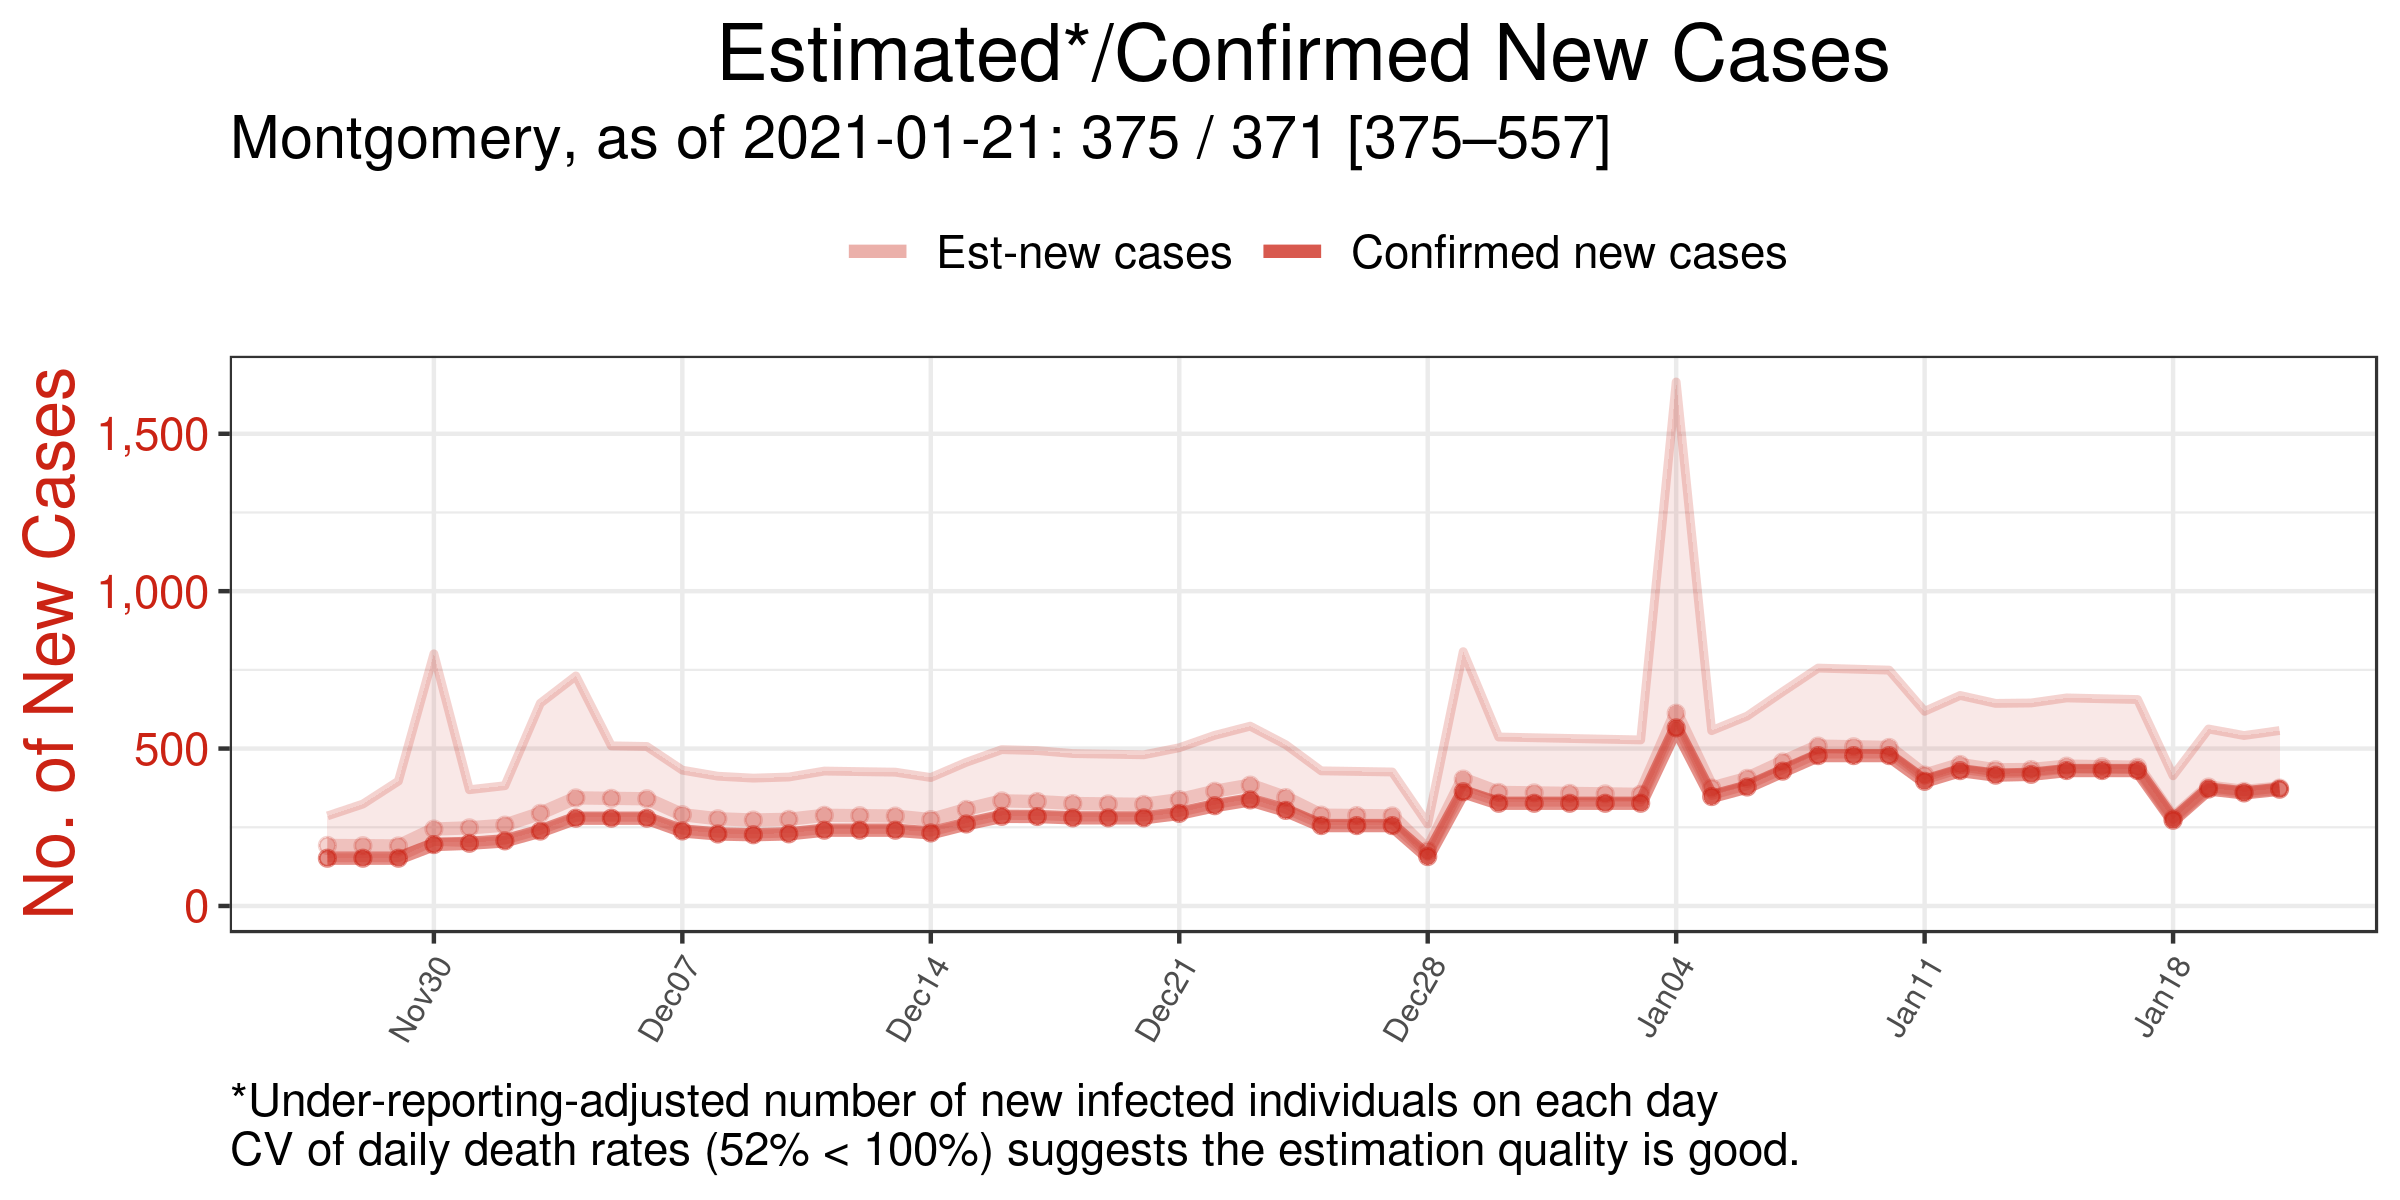 Estimated*/Confirmed New Cases
Montgomery, as of 2021-01-21: 375 / 371 [375–557]
Est-new cases
Confirmed new cases
No. of New Cases
1,500
1,000
500
0
Nov30
Dec07
Dec14
Dec21
Dec28
Jan04
Jan11
Jan18
*Under-reporting-adjusted number of new infected individuals on each day
CV of daily death rates (52% < 100%) suggests the estimation quality is good.